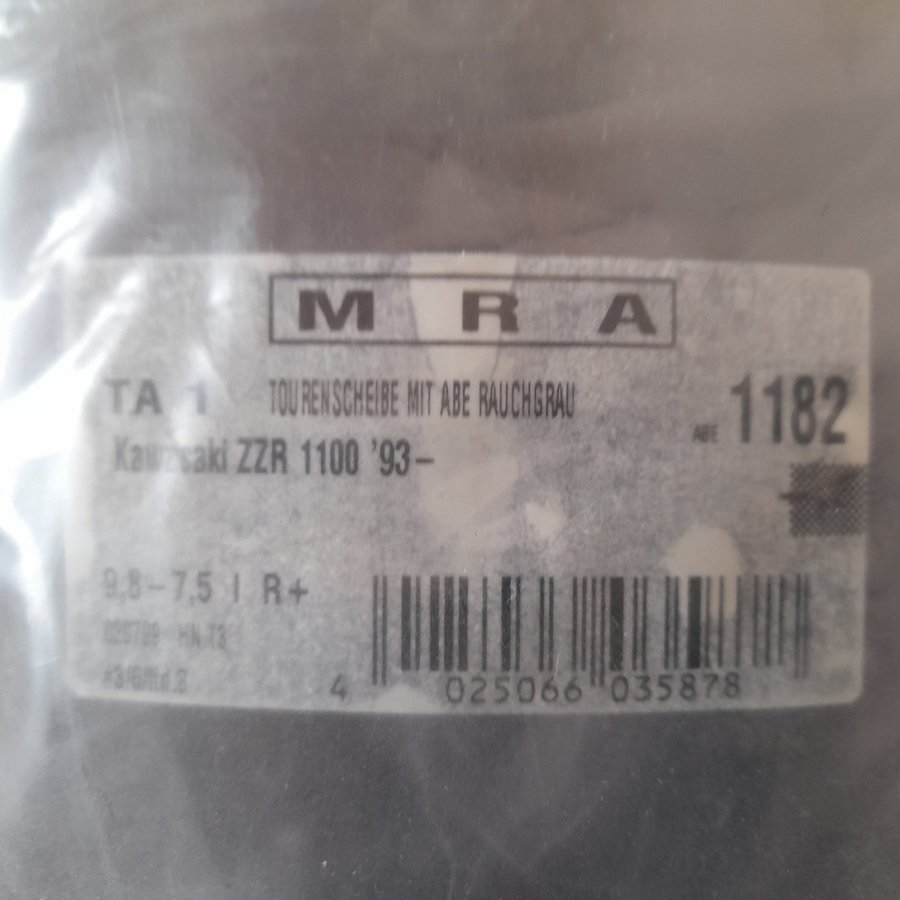 M R A
TA 1 TOURENSCHEIBE MIT ABE RAUCHGRAU
ABE 1182
Kawasaki ZZR 1100 '93–
9,8–7,5 I R+
4 025066 035878